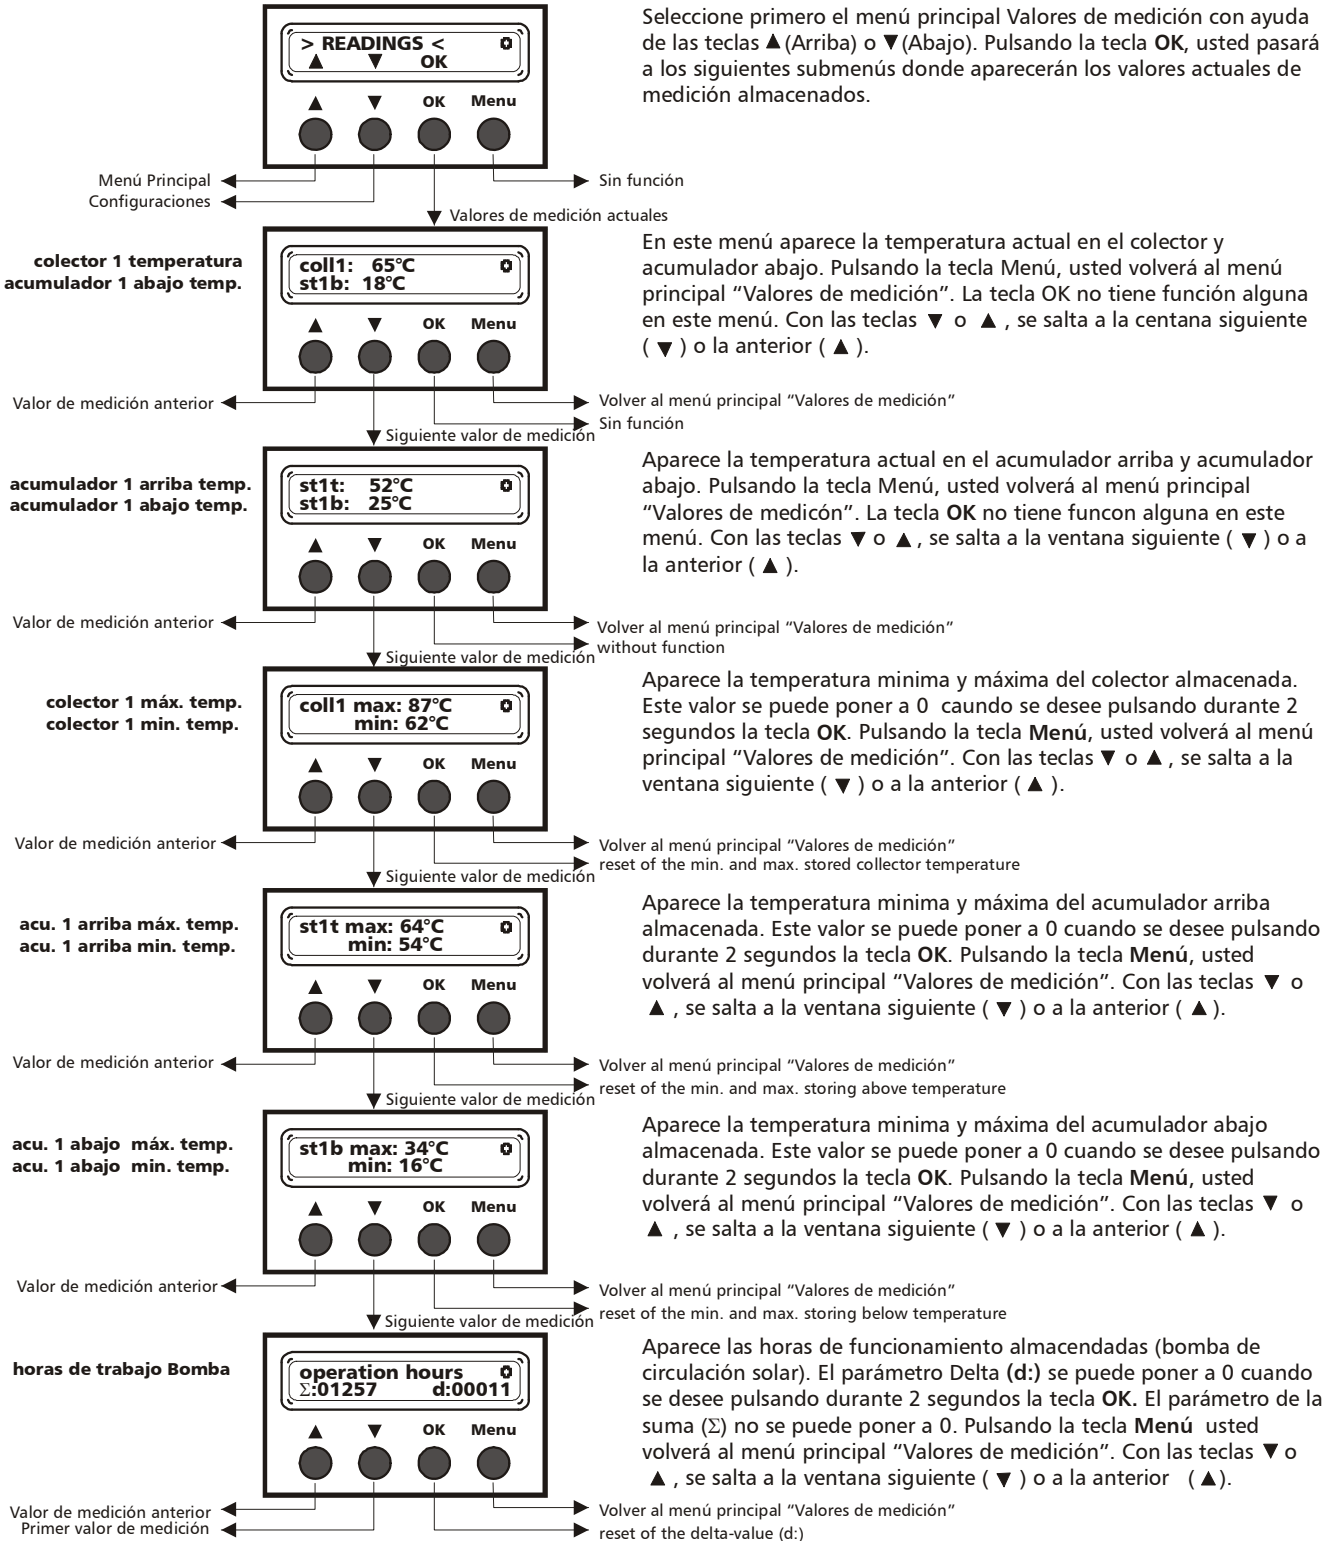 > READINGS <
▲ ▼ OK
▲ ▼ OK Menu
Menú Principal
Configuraciones
Sin función
Valores de medición actuales
Seleccione primero el menú principal Valores de medición con ayuda
de las teclas ▲ (Arriba) o ▼ (Abajo). Pulsando la tecla OK, usted pasará
a los siguientes submenús donde aparecerán los valores actuales de
medición almacenados.
colector 1 temperatura
acumulador 1 abajo temp.
coll1: 65°C
st1b: 18°C
▲ ▼ OK Menu
Valor de medición anterior
Volver al menú principal “Valores de medición”
Sin función
Siguiente valor de medición
En este menú aparece la temperatura actual en el colector y
acumulador abajo. Pulsando la tecla Menú, usted volverá al menú
principal “Valores de medición”. La tecla OK no tiene función alguna
en este menú. Con las teclas ▼ o ▲ , se salta a la centana siguiente
( ▼ ) o la anterior ( ▲ ).
acumulador 1 arriba temp.
acumulador 1 abajo temp.
st1t: 52°C
st1b: 25°C
▲ ▼ OK Menu
Valor de medición anterior
Volver al menú principal “Valores de medición”
without function
Siguiente valor de medición
Aparece la temperatura actual en el acumulador arriba y acumulador
abajo. Pulsando la tecla Menú, usted volverá al menú principal
“Valores de medicón”. La tecla OK no tiene funcon alguna en este
menú. Con las teclas ▼ o ▲ , se salta a la ventana siguiente ( ▼ ) o a
la anterior ( ▲ ).
colector 1 máx. temp.
colector 1 min. temp.
coll1 max: 87°C
min: 62°C
▲ ▼ OK Menu
Valor de medición anterior
Volver al menú principal “Valores de medición”
reset of the min. and max. stored collector temperature
Siguiente valor de medición
Aparece la temperatura minima y máxima del colector almacenada.
Este valor se puede poner a 0 caundo se desee pulsando durante 2
segundos la tecla OK. Pulsando la tecla Menú, usted volverá al menú
principal “Valores de medición”. Con las teclas ▼ o ▲ , se salta a la
ventana siguiente ( ▼ ) o a la anterior ( ▲ ).
acu. 1 arriba máx. temp.
acu. 1 arriba min. temp.
st1t max: 64°C
min: 54°C
▲ ▼ OK Menu
Valor de medición anterior
Volver al menú principal “Valores de medición”
reset of the min. and max. storing above temperature
Siguiente valor de medición
Aparece la temperatura minima y máxima del acumulador arriba
almacenada. Este valor se puede poner a 0 cuando se desee pulsando
durante 2 segundos la tecla OK. Pulsando la tecla Menú, usted
volverá al menú principal “Valores de medición”. Con las teclas ▼ o
▲ , se salta a la ventana siguiente ( ▼ ) o a la anterior ( ▲ ).
acu. 1 abajo máx. temp.
acu. 1 abajo min. temp.
st1b max: 34°C
min: 16°C
▲ ▼ OK Menu
Valor de medición anterior
Volver al menú principal “Valores de medición”
reset of the min. and max. storing below temperature
Siguiente valor de medición
Aparece la temperatura minima y máxima del acumulador abajo
almacenada. Este valor se puede poner a 0 cuando se desee pulsando
durante 2 segundos la tecla OK. Pulsando la tecla Menú, usted
volverá al menú principal “Valores de medición”. Con las teclas ▼ o
▲ , se salta a la ventana siguiente ( ▼ ) o a la anterior ( ▲ ).
horas de trabajo Bomba
operation hours
Σ:01257 d:00011
▲ ▼ OK Menu
Valor de medición anterior
Primer valor de medición
Volver al menú principal “Valores de medición”
reset of the delta-value (d:)
Aparece las horas de funcionamiento almacendadas (bomba de
circulación solar). El parámetro Delta (d:) se puede poner a 0 cuando
se desee pulsando durante 2 segundos la tecla OK. El parámetro de la
suma (Σ) no se puede poner a 0. Pulsando la tecla Menú usted
volverá al menú principal “Valores de medición”. Con las teclas ▼ o
▲ , se salta a la ventana siguiente ( ▼ ) o a la anterior ( ▲ ).